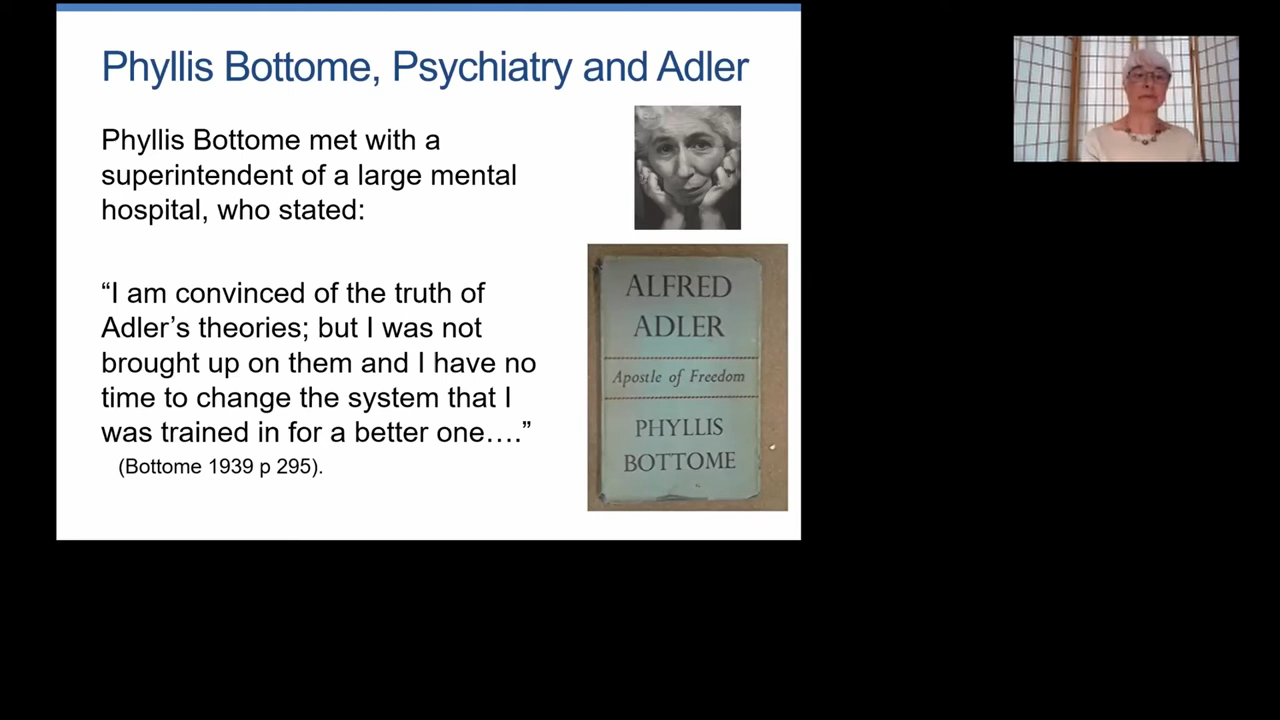 Phyllis Bottome, Psychiatry and Adler
Phyllis Bottome met with a
superintendent of a large mental
hospital, who stated:
“I am convinced of the truth of
Adler’s theories; but I was not
brought up on them and I have no
time to change the system that I
was trained in for a better one….”
(Bottome 1939 p 295).
ALFRED
ADLER
Apostle of Freedom
PHYLLIS
BOTTOME